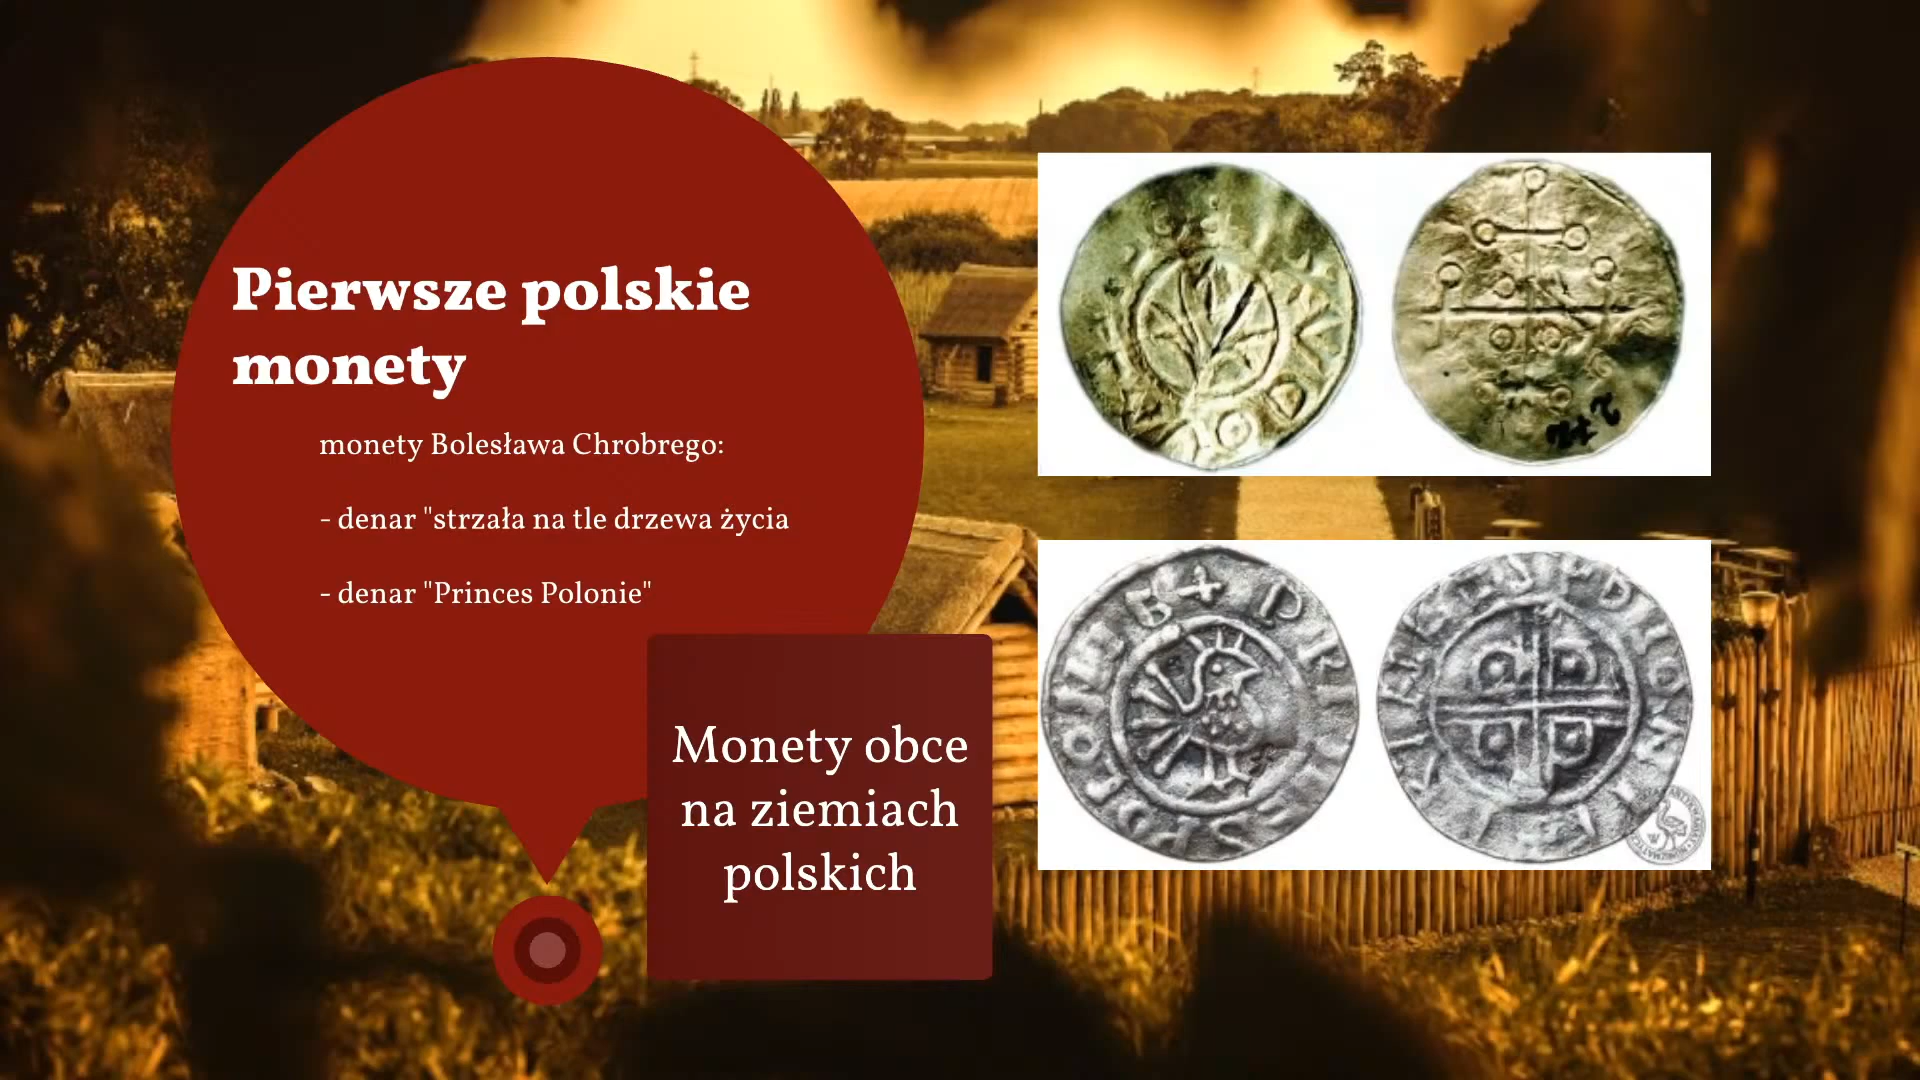 Pierwsze polskie
monety
monety Bolesława Chrobrego:
- denar "strzała na tle drzewa życia
- denar "Princes Polonie"
Monety obce
na ziemiach
polskich